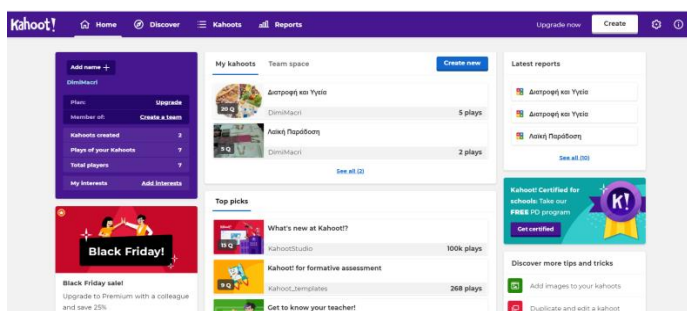 Kahoot!
Home
Discover
Kahoots
Reports
Upgrade now
Create
Add name +
DimiMacri
Plan: Upgrade
Member of: Create a team
Kahoots created 2
Plays of your Kahoots 7
Total players 7
My interests Add interests
Black Friday!
Black Friday sale!
Upgrade to Premium with a colleague
and save 25%
My kahoots
Team space
Create new
20 Q
Διατροφή και Υγεία
DimiMacri
5 plays
5 Q
Λαϊκή Παράδοση
DimiMacri
2 plays
See all (2)
Top picks
15 Q
What's new at Kahoot!?
KahootStudio
100k plays
9 Q
Kahoot! for formative assessment
Kahoot_templates
268 plays
Get to know your teacher!
Latest reports
Διατροφή και Υγεία
Διατροφή και Υγεία
Λαϊκή Παράδοση
See all (10)
Kahoot! Certified for
schools: Take our
FREE PD program
Get certified
K!
Discover more tips and tricks
Add images to your kahoots
Duplicate and edit a kahoot